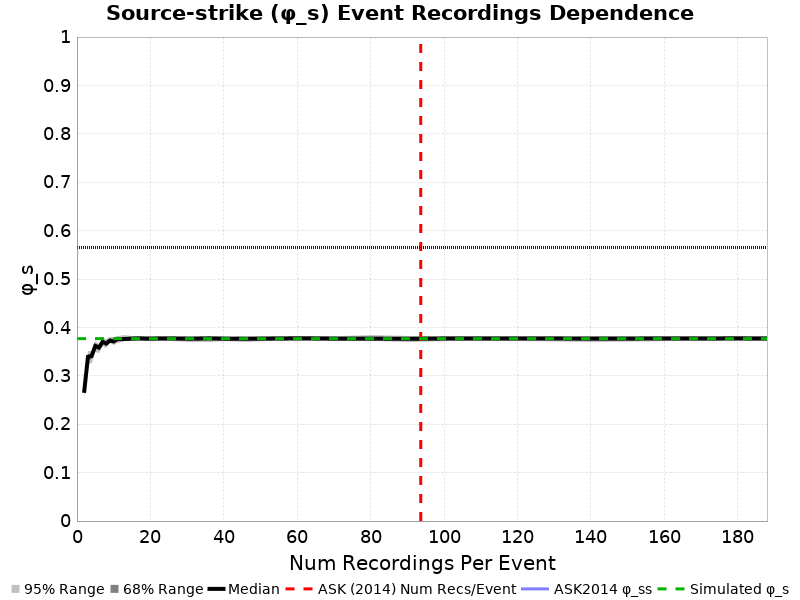 Source-strike (φ_s) Event Recordings Dependence
1
0.9
0.8
0.7
0.6
0.5
0.4
0.3
0.2
0.1
0
φ_s
0 20 40 60 80 100 120 140 160 180
Num Recordings Per Event
95% Range 68% Range Median ASK (2014) Num Recs/Event ASK2014 φ_ss Simulated φ_s